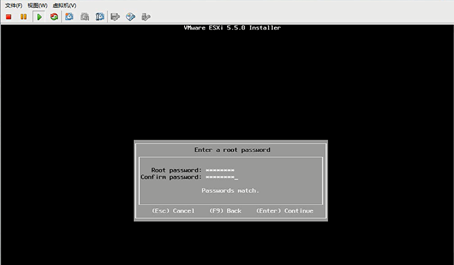 文件(F) 视图(W) 虚拟机(V)
VMware ESXi 5.5.0 Installer
Enter a root password
Root password: ********
Confirm password: ********_
Passwords match.
(Esc) Cancel (F9) Back (Enter) Continue